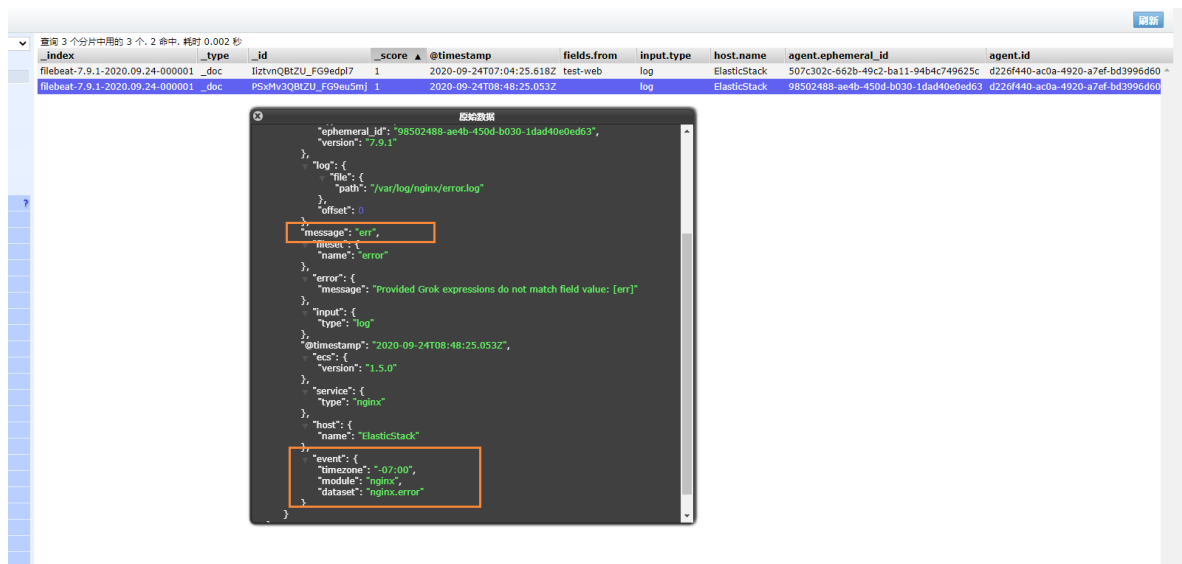 刷新
查询 3 个分片中用的 3 个. 2 命中. 耗时 0.002 秒
_index _type _id _score ▲ @timestamp fields.from input.type host.name agent.ephemeral_id agent.id
filebeat-7.9.1-2020.09.24-000001 _doc IiztvnQBtZU_FG9edpl7 1 2020-09-24T07:04:25.618Z test-web log ElasticStack 507c302c-662b-49c2-ba11-94b4c749625c d226f440-ac0a-4920-a7ef-bd3996d60
filebeat-7.9.1-2020.09.24-000001 _doc PSxMv3QBtZU_FG9eu5mj 1 2020-09-24T08:48:25.053Z log ElasticStack 98502488-ae4b-450d-b030-1dad40e0ed63 d226f440-ac0a-4920-a7ef-bd3996d60
原始数据
"ephemeral_id": "98502488-ae4b-450d-b030-1dad40e0ed63",
"version": "7.9.1"
},
"log": {
"file": {
"path": "/var/log/nginx/error.log"
},
"offset": 0
},
"message": "err",
"fileset": {
"name": "error"
},
"error": {
"message": "Provided Grok expressions do not match field value: [err]"
},
"input": {
"type": "log"
},
"@timestamp": "2020-09-24T08:48:25.053Z",
"ecs": {
"version": "1.5.0"
},
"service": {
"type": "nginx"
},
"host": {
"name": "ElasticStack"
},
"event": {
"timezone": "-07:00",
"module": "nginx",
"dataset": "nginx.error"
}
}
?